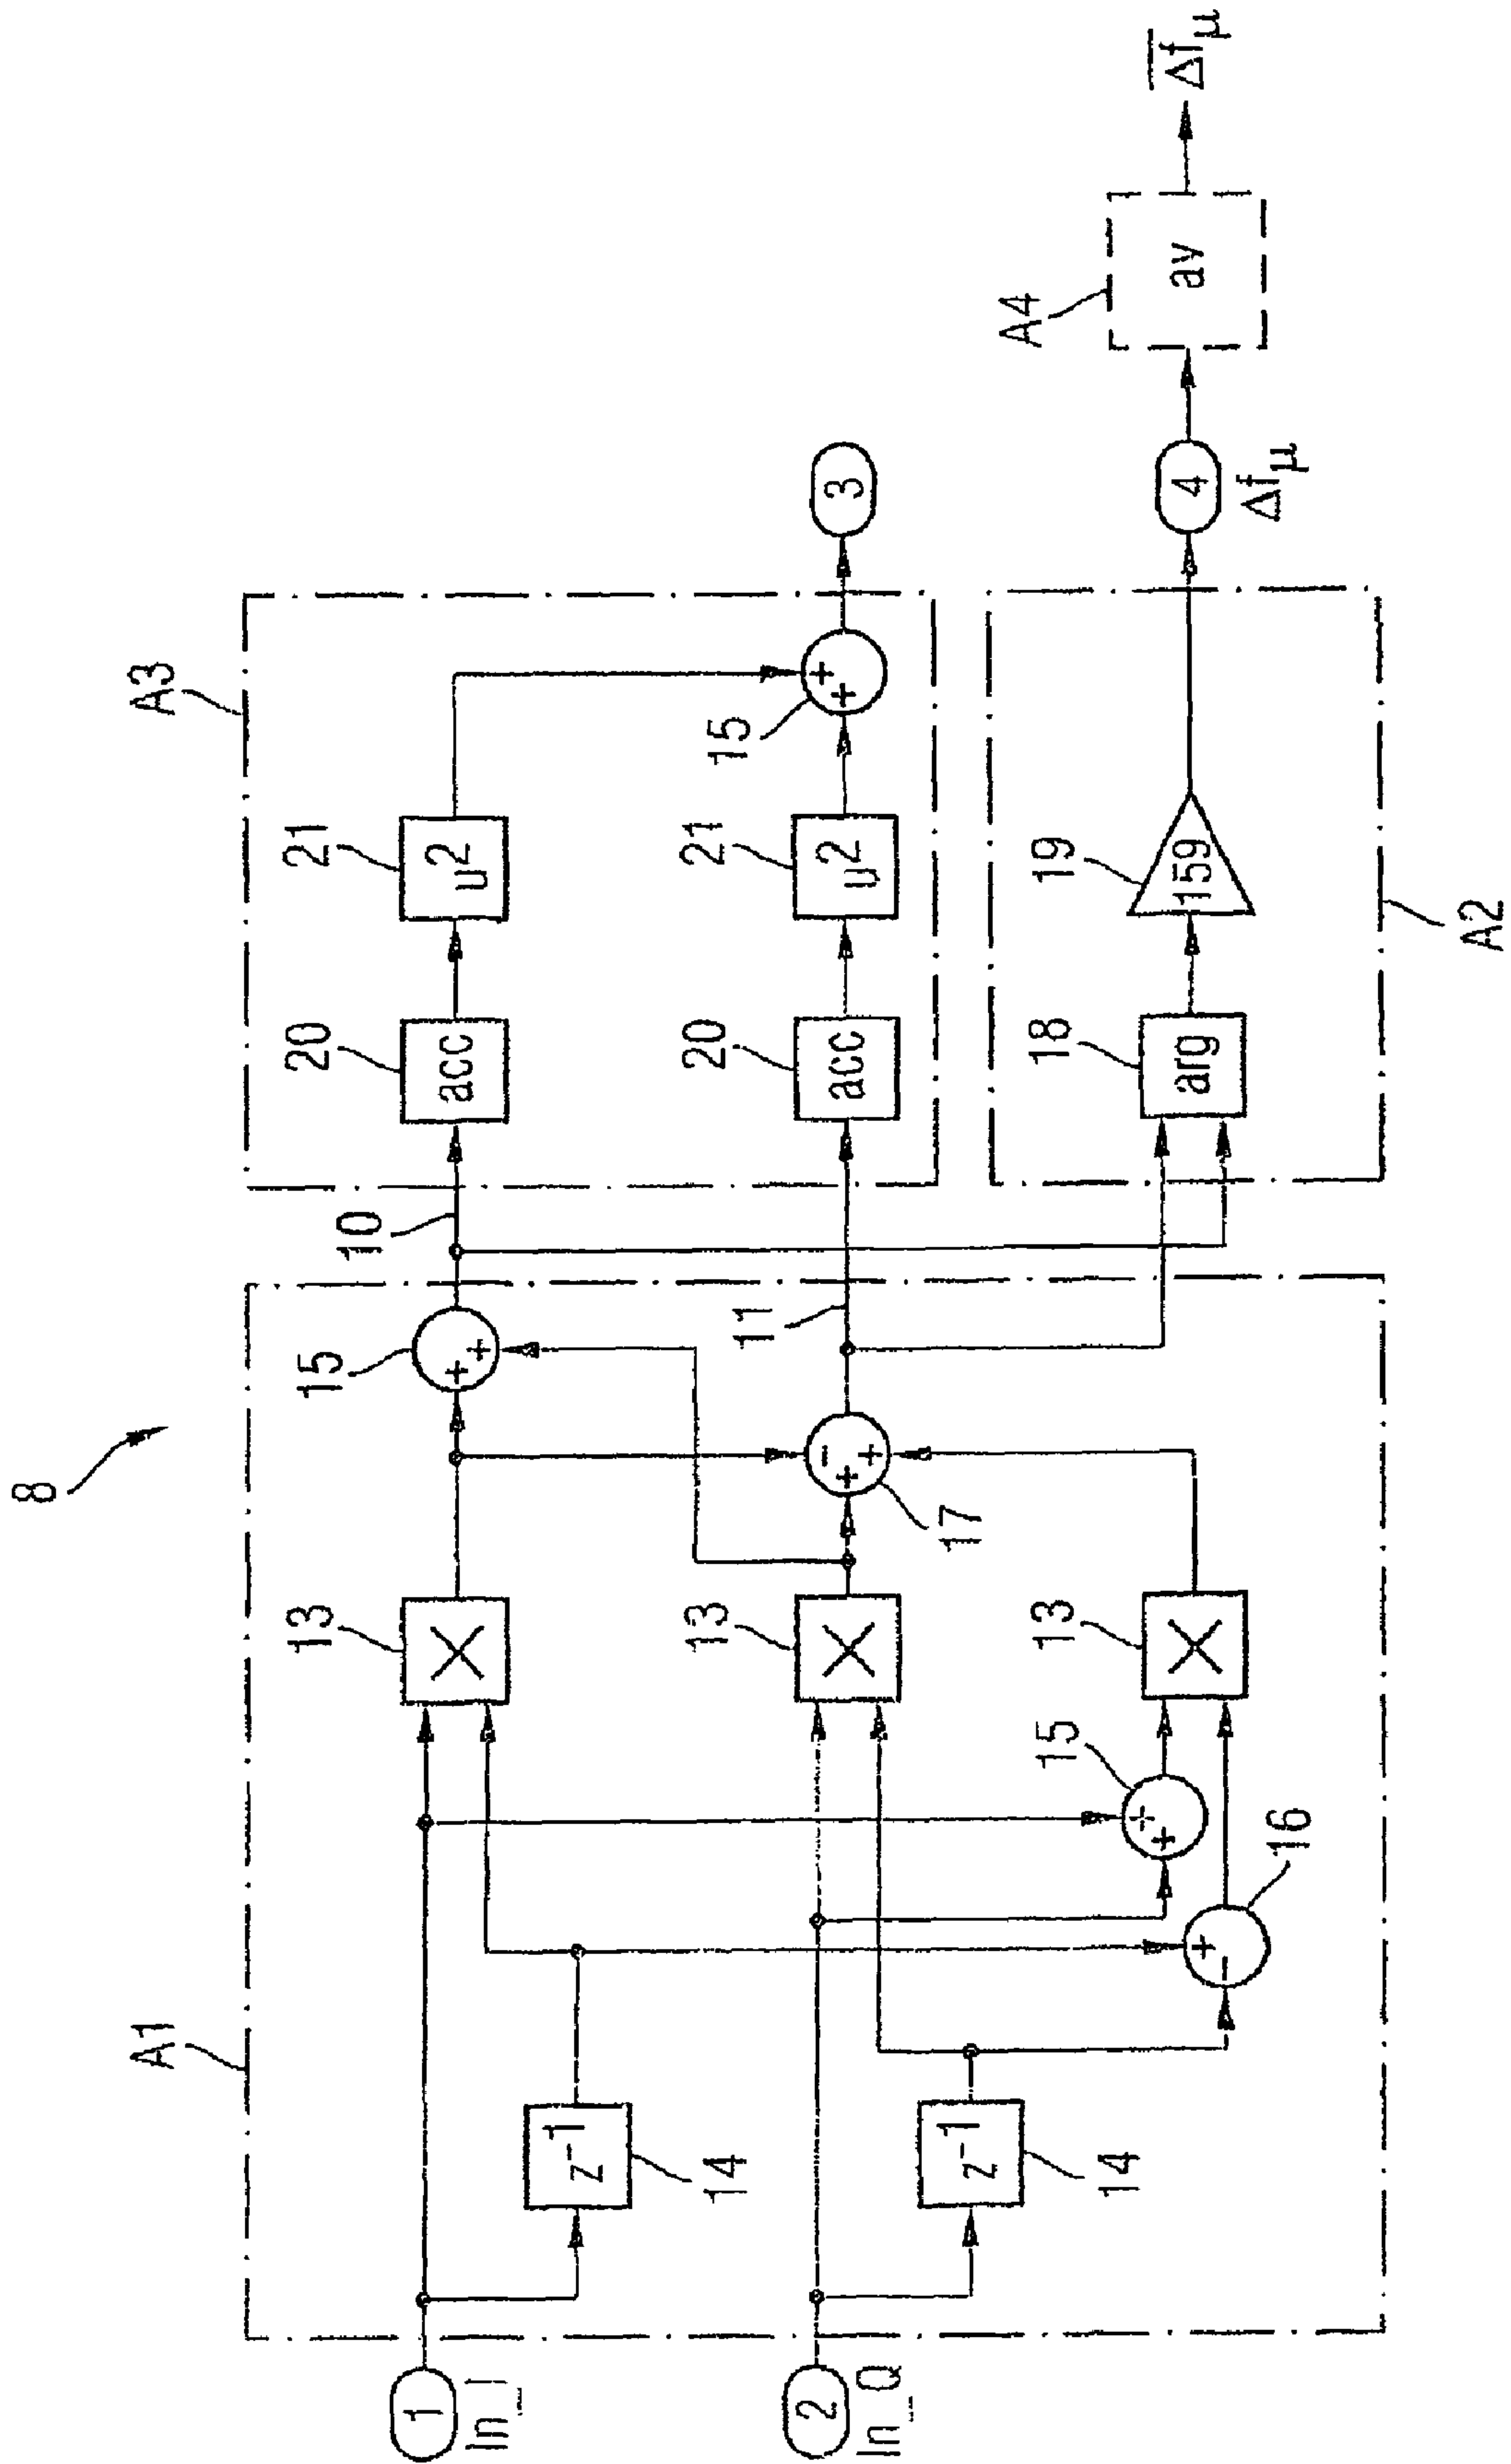 8
A1
A3
15
10
13
20
21
acc
u²
+
+
1
In_I
z⁻¹
14
13
-
+
+
17
11
20
21
15
acc
u²
+
+
3
2
In_Q
z⁻¹
14
15
+
+
16
+
-
13
18
19
arg
159
A2
4
Δfμ
A4
av
Δfμ